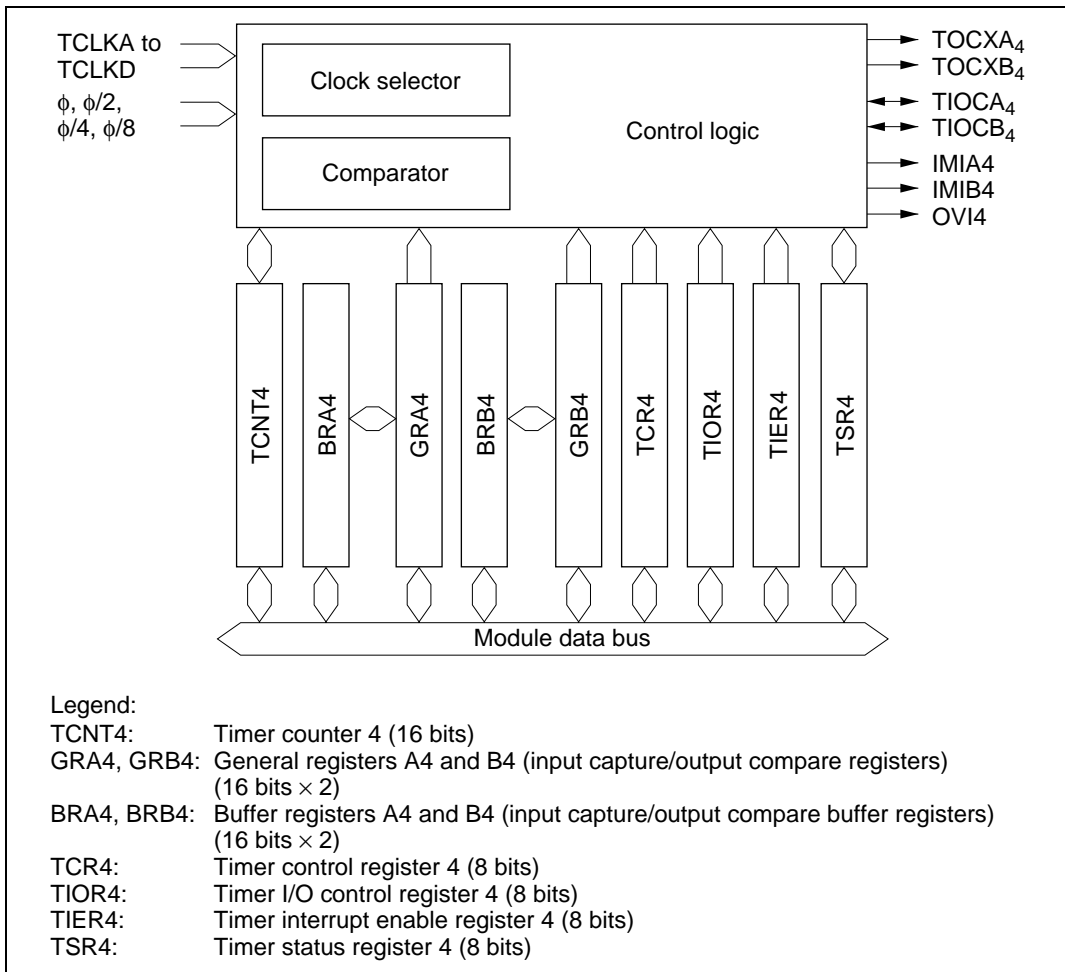 TCLKA to
TCLKD
ϕ, ϕ/2,
ϕ/4, ϕ/8
Clock selector
Comparator
Control logic
TOCXA4
TOCXB4
TIOCA4
TIOCB4
IMIA4
IMIB4
OVI4
TCNT4
BRA4
GRA4
BRB4
GRB4
TCR4
TIOR4
TIER4
TSR4
Module data bus
Legend:
TCNT4: Timer counter 4 (16 bits)
GRA4, GRB4: General registers A4 and B4 (input capture/output compare registers)
(16 bits × 2)
BRA4, BRB4: Buffer registers A4 and B4 (input capture/output compare buffer registers)
(16 bits × 2)
TCR4: Timer control register 4 (8 bits)
TIOR4: Timer I/O control register 4 (8 bits)
TIER4: Timer interrupt enable register 4 (8 bits)
TSR4: Timer status register 4 (8 bits)